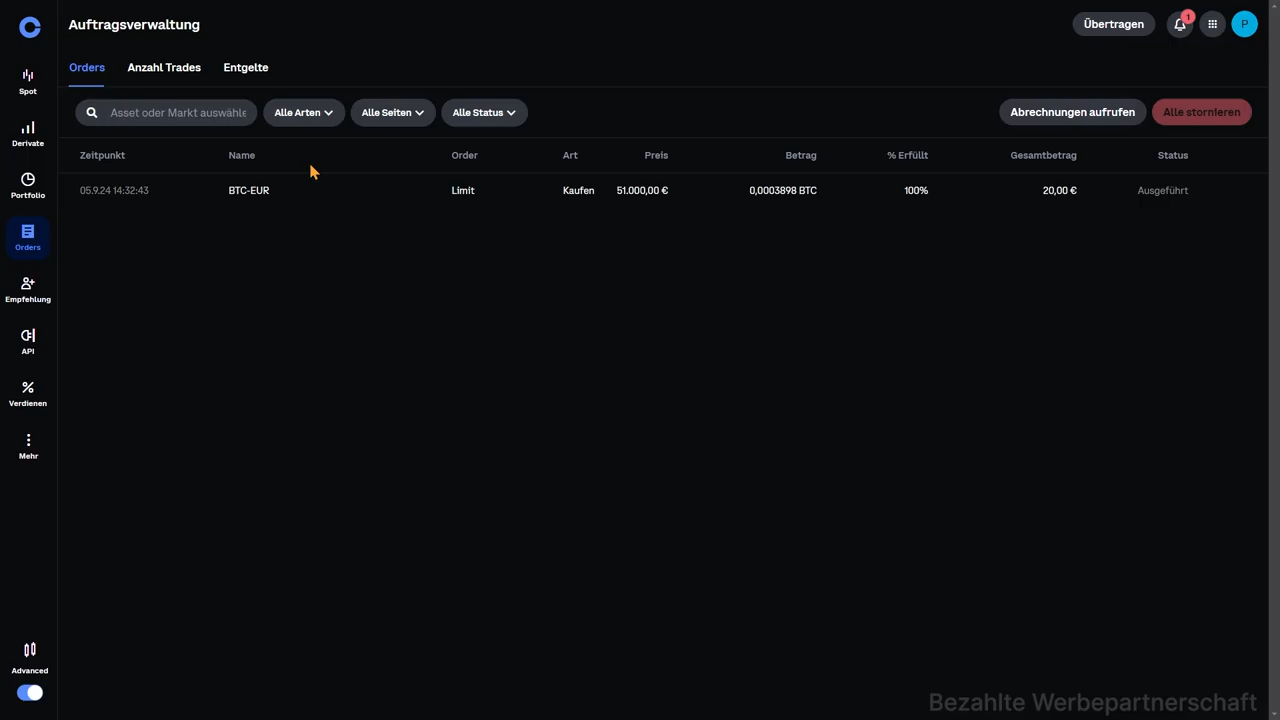 Auftragsverwaltung
Übertragen
1
P
Orders Anzahl Trades Entgelte
Asset oder Markt auswähle
Alle Arten
Alle Seiten
Alle Status
Abrechnungen aufrufen
Alle stornieren
Zeitpunkt Name Order Art Preis Betrag % Erfüllt Gesamtbetrag Status
05.9.24 14:32:43 BTC-EUR Limit Kaufen 51.000,00 € 0,0003898 BTC 100% 20,00 € Ausgeführt
Spot
Derivate
Portfolio
Orders
Empfehlung
API
Verdienen
Mehr
Advanced
Bezahlte Werbepartnerschaft